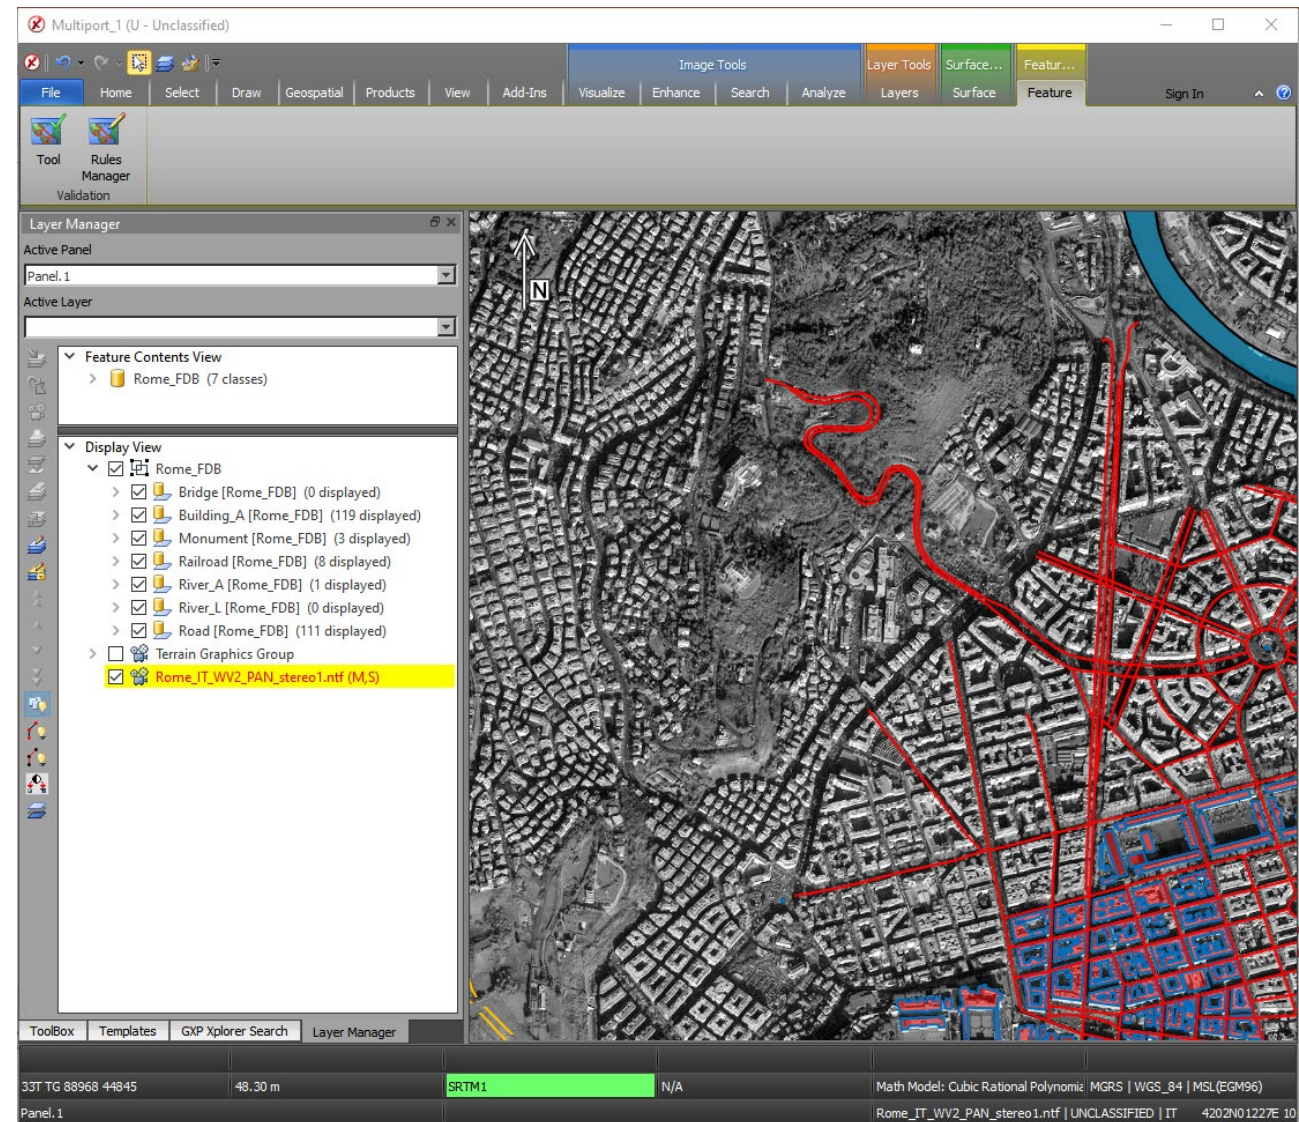 Multiport_1 (U - Unclassified)
Image Tools
Layer Tools
Surface...
Featur...
File Home Select Draw Geospatial Products View Add-Ins Visualize Enhance Search Analyze Layers Surface Feature Sign In
Tool
Rules
Manager
Validation
Layer Manager
Active Panel
Panel.1
Active Layer
Feature Contents View
Rome_FDB (7 classes)
Display View
Rome_FDB
Bridge [Rome_FDB] (0 displayed)
Building_A [Rome_FDB] (119 displayed)
Monument [Rome_FDB] (3 displayed)
Railroad [Rome_FDB] (8 displayed)
River_A [Rome_FDB] (1 displayed)
River_L [Rome_FDB] (0 displayed)
Road [Rome_FDB] (111 displayed)
Terrain Graphics Group
Rome_IT_WV2_PAN_stereo1.ntf (M,S)
N
ToolBox Templates GXP Xplorer Search Layer Manager
33T TG 88968 44845 48.30 m SRTM1 N/A Math Model: Cubic Rational Polynomia MGRS | WGS_84 | MSL(EGM96)
Panel.1 Rome_IT_WV2_PAN_stereo1.ntf | UNCLASSIFIED | IT 4202N01227E 10